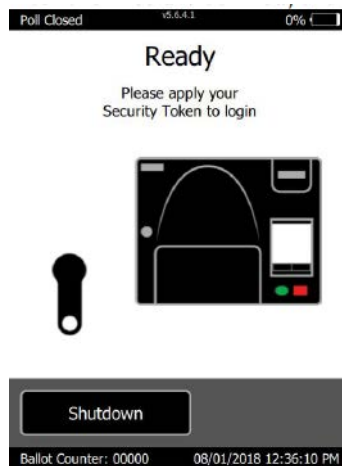 Poll Closed v5.6.4.1 0%
Ready
Please apply your
Security Token to login
Shutdown
Ballot Counter: 00000 08/01/2018 12:36:10 PM